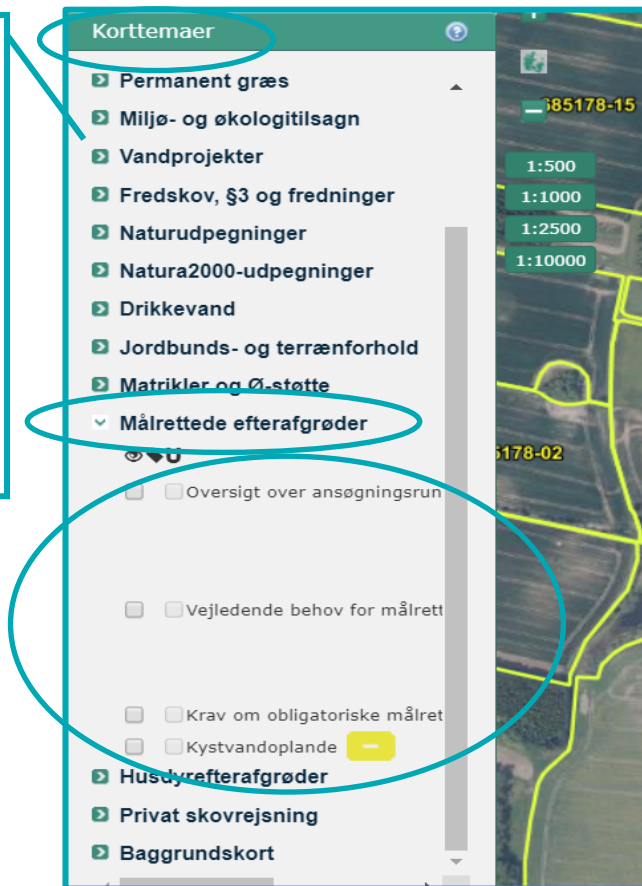 Korttemaer
Permanent græs
Miljø- og økologitilsagn
Vandprojekter
Fredskov, §3 og fredninger
Naturudpegninger
Natura2000-udpegninger
Drikkevand
Jordbunds- og terrænforhold
Matrikler og Ø-støtte
Målrettede efterafgrøder
Oversigt over ansøgningsrun
Vejledende behov for målrett
Krav om obligatoriske målret
Kystvandoplande
Husdyrefterafgrøder
Privat skovrejsning
Baggrundskort
685178-15
1:500
1:1000
1:2500
1:10000
5178-02